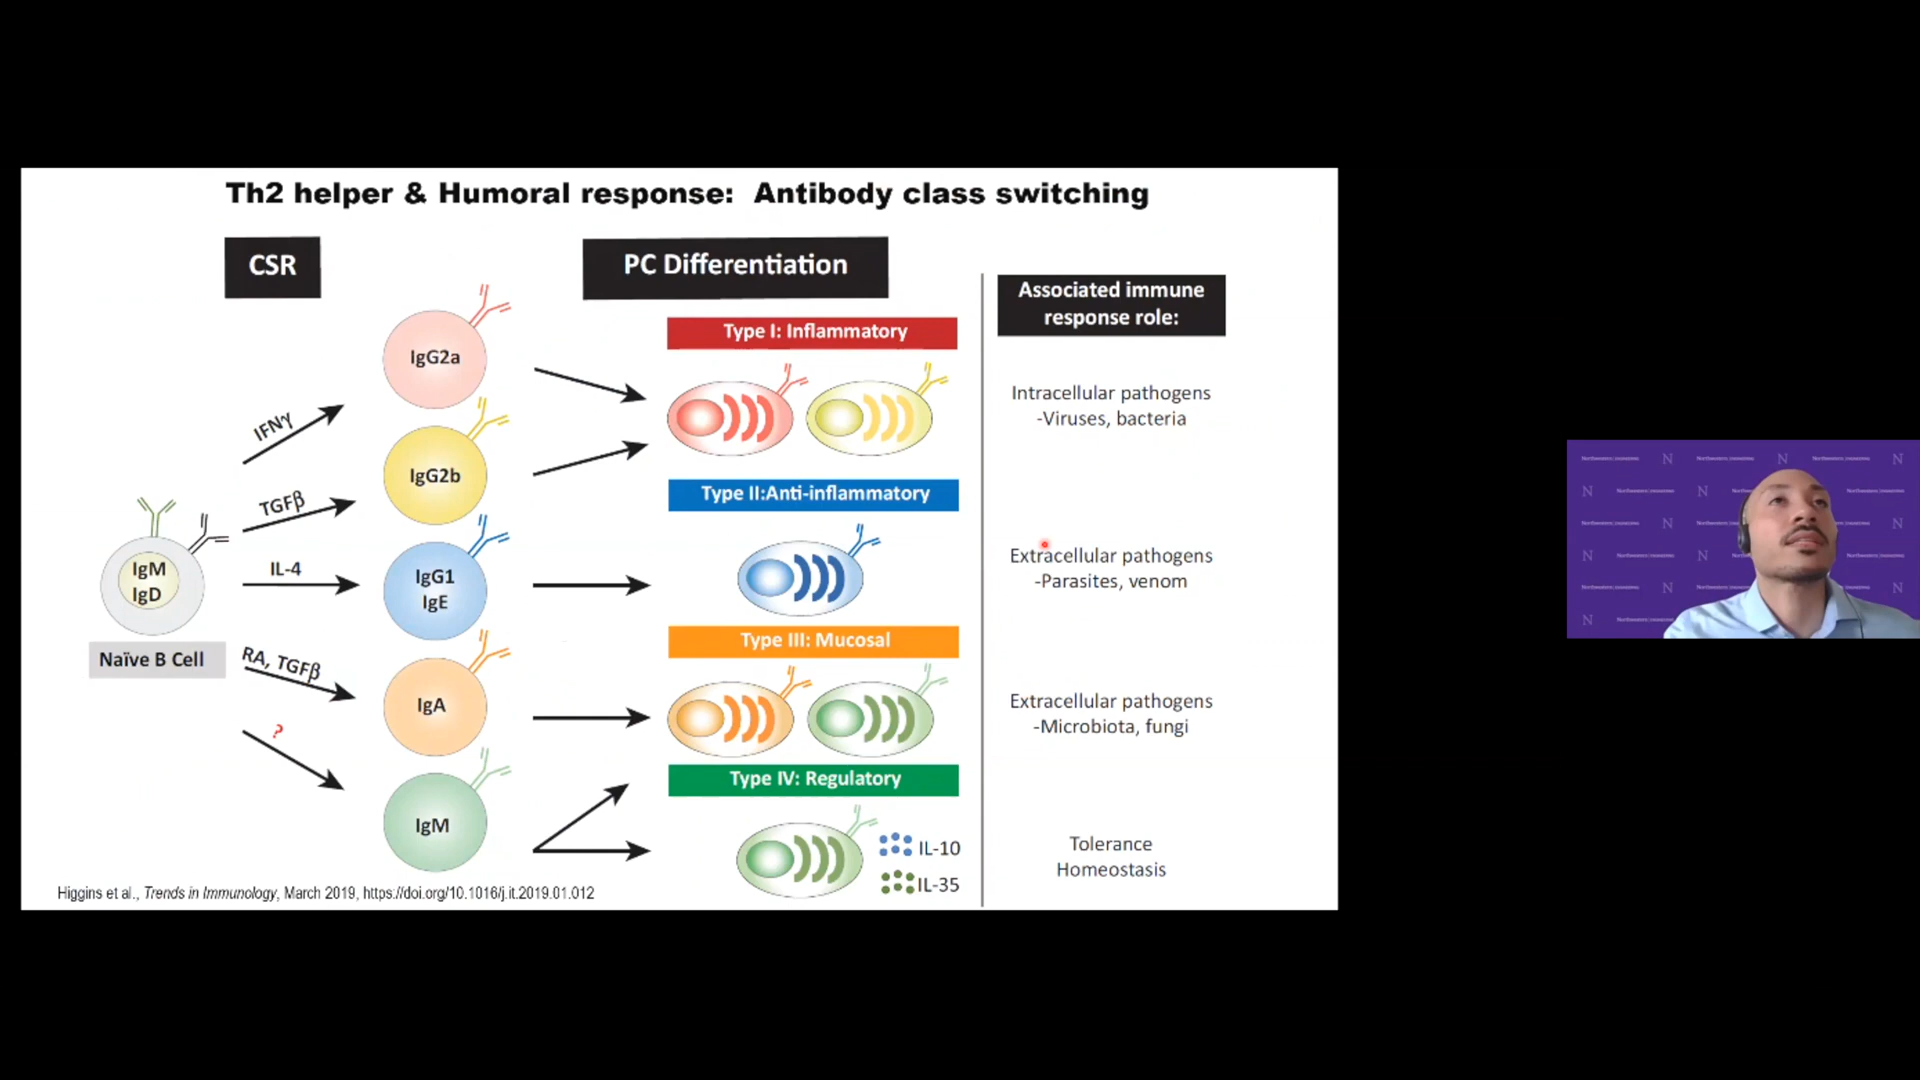 Th2 helper & Humoral response: Antibody class switching
CSR
PC Differentiation
Associated immune
response role:
IgG2a
IgG2b
IgG1
IgE
IgA
IgM
IFNγ
TGFβ
IL-4
RA, TGFβ
?
IgM
IgD
Naïve B Cell
Type I: Inflammatory
Type II:Anti-inflammatory
Type III: Mucosal
Type IV: Regulatory
IL-10
IL-35
Intracellular pathogens
-Viruses, bacteria
Extracellular pathogens
-Parasites, venom
Extracellular pathogens
-Microbiota, fungi
Tolerance
Homeostasis
Higgins et al., Trends in Immunology, March 2019, https://doi.org/10.1016/j.it.2019.01.012
N
N
N
N
N
N
N
N
N
N
N